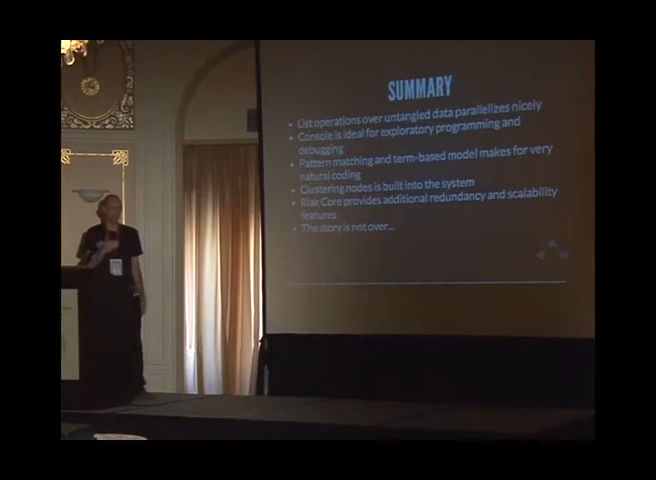 SUMMARY
• List operations over untangled data parallelizes nicely
• Console is ideal for exploratory programming and
debugging
• Pattern matching and term-based model makes for very
natural coding
• Clustering nodes is built into the system
• Riak Core provides additional redundancy and scalability
features
• The story is not over...